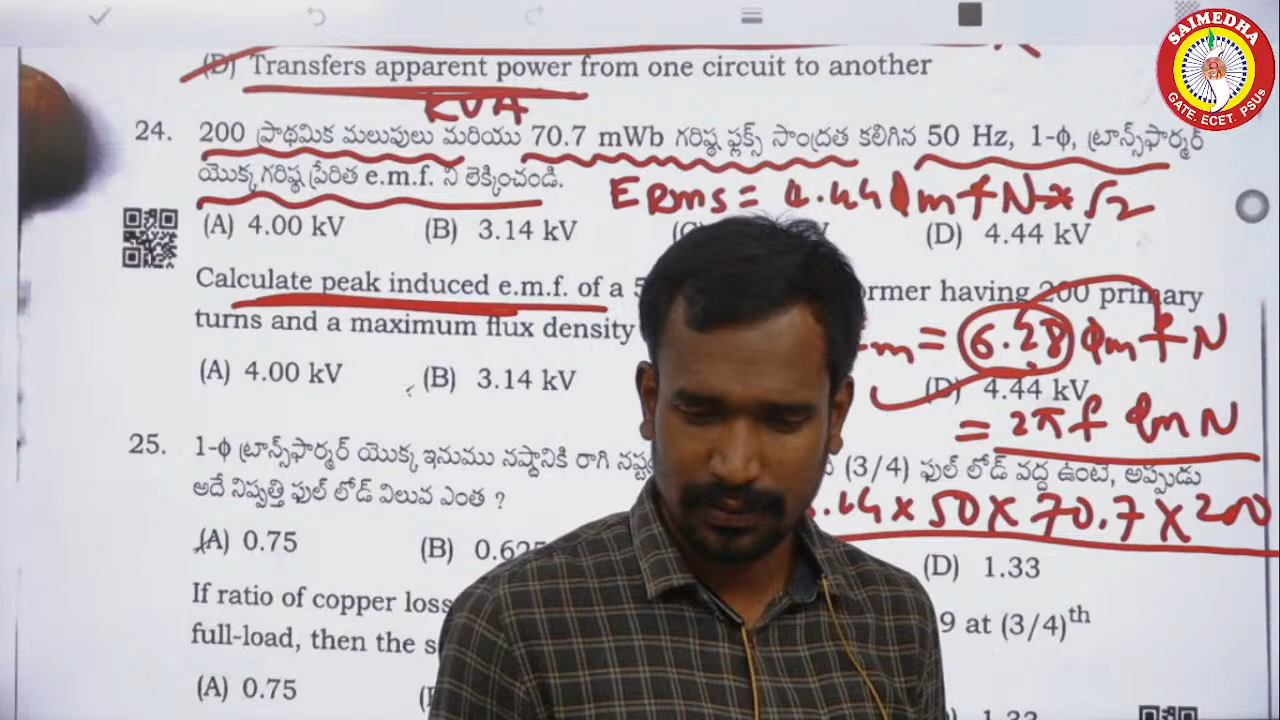 SAIMEDHA
GATE. ECET. PSUs
(D) Transfers apparent power from one circuit to another
KVA
24. 200 ప్రాథమిక మలుపులు మరియు 70.7 mWb గరిష్ఠ ఫ్లక్స్ సాంద్రత కలిగిన 50 Hz, 1-ϕ, ట్రాన్స్‌ఫార్మర్
యొక్క గరిష్ఠ ప్రేరిత e.m.f. ని లెక్కించండి.
ERms = 4.44 ϕm f N * √2
(A) 4.00 kV (B) 3.14 kV (D) 4.44 kV
Calculate peak induced e.m.f. of a 5 ormer having 200 primary
turns and a maximum flux density
m = 6.28 ϕm f N
(A) 4.00 kV (B) 3.14 kV (D) 4.44 kV
= 2π f ϕm N
25. 1-ϕ ట్రాన్స్‌ఫార్మర్ యొక్క ఇనుము నష్టానికి రాగి (3/4) ఫుల్ లోడ్ వద్ద ఉంటే, అప్పుడు
అదే నిష్పత్తి ఫుల్ లోడ్ విలువ ఎంత ?
.44 × 50 × 70.7 × 200
(A) 0.75 (B) 0.625 (D) 1.33
If ratio of copper loss 9 at (3/4)th
full-load, then the s
(A) 0.75 1.33